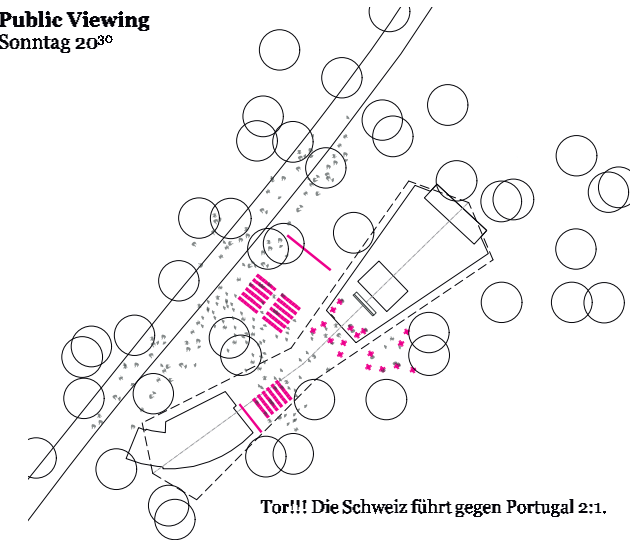 Public Viewing
Sonntag 20³⁰
Tor!!! Die Schweiz führt gegen Portugal 2:1.